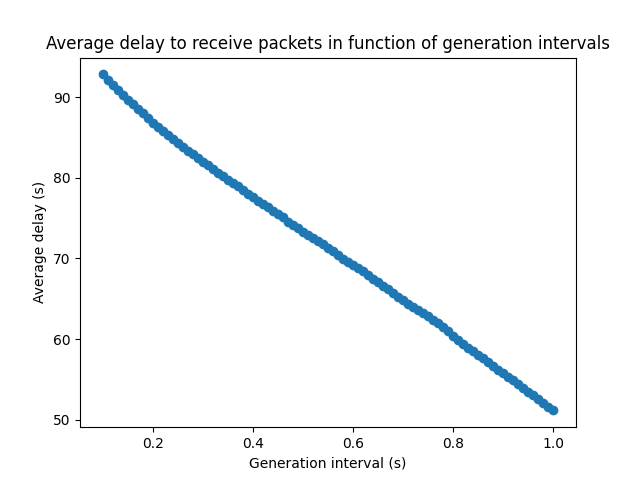 Average delay to receive packets in function of generation intervals
90
80
70
60
50
Average delay (s)
0.2 0.4 0.6 0.8 1.0
Generation interval (s)